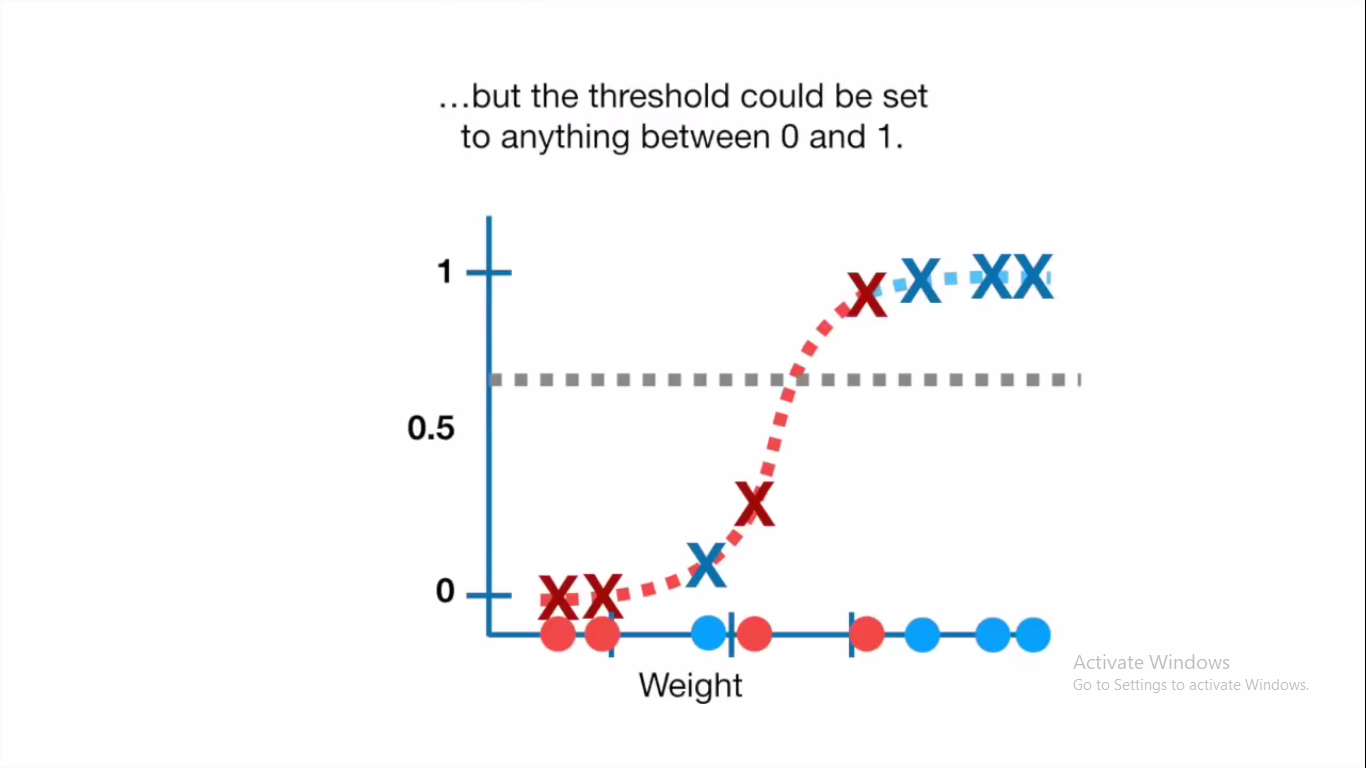 ...but the threshold could be set
to anything between 0 and 1.
1
0.5
0
X X X X X X X X
Weight
Activate Windows
Go to Settings to activate Windows.